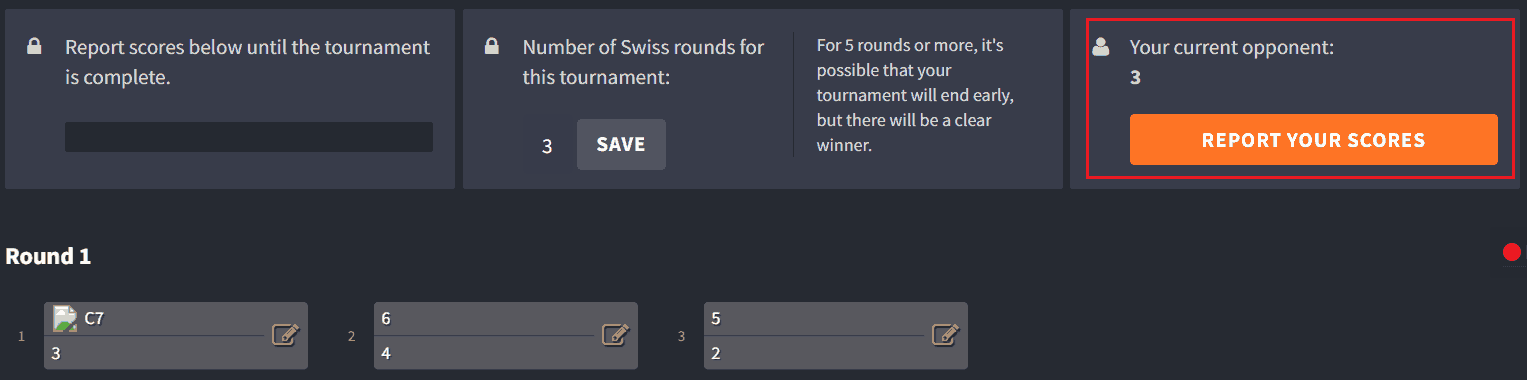 Report scores below until the tournament
is complete.
Number of Swiss rounds for
this tournament:
3
SAVE
For 5 rounds or more, it's
possible that your
tournament will end early,
but there will be a clear
winner.
Your current opponent:
3
REPORT YOUR SCORES
Round 1
1
C7
3
2
6
4
3
5
2